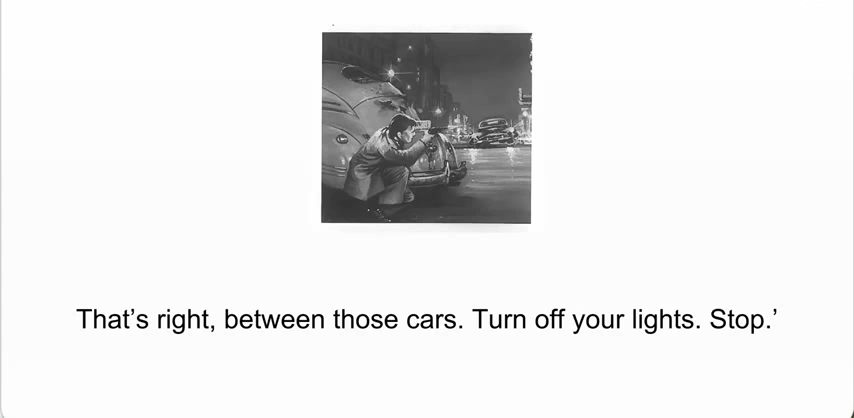 That’s right, between those cars. Turn off your lights. Stop.’